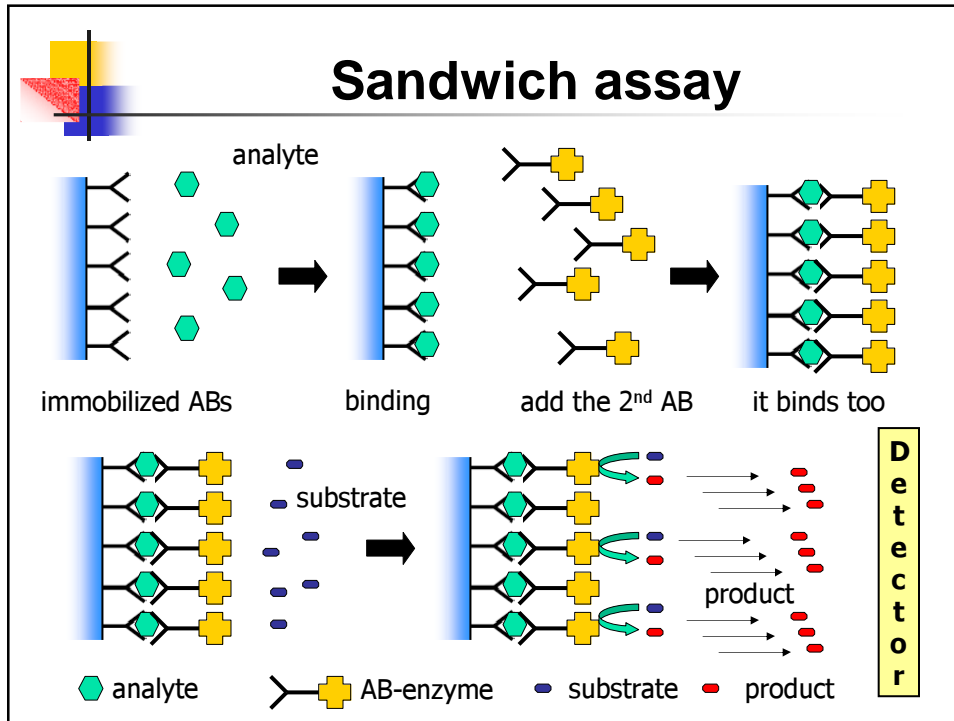 Sandwich assay
analyte
immobilized ABs
binding
add the 2nd AB
it binds too
substrate
product
Detector
analyte
AB-enzyme
substrate
product